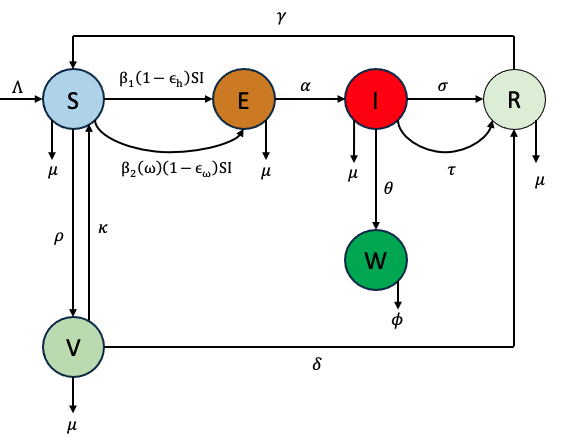 γ
Λ
S
β₁(1− ϵₕ)SI
E
α
I
σ
R
β₂(ω)(1− ϵ_ω)SI
μ
μ
μ
τ
μ
θ
ρ
κ
W
ϕ
V
δ
μ